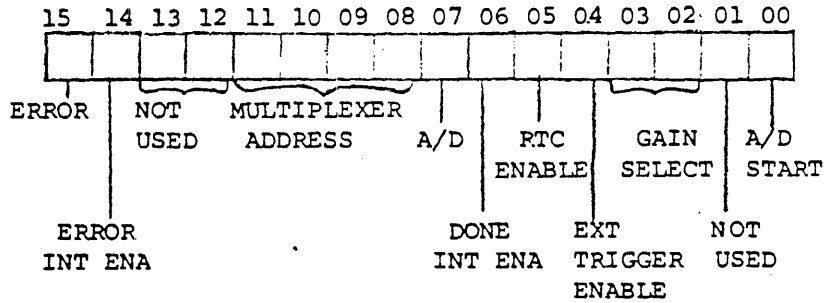 15 14 13 12 11 10 09 08 07 06 05 04 03 02 01 00
ERROR NOT MULTIPLEXER
USED ADDRESS A/D RTC GAIN A/D
ENABLE SELECT START
ERROR DONE EXT NOT
INT ENA INT ENA TRIGGER USED
ENABLE